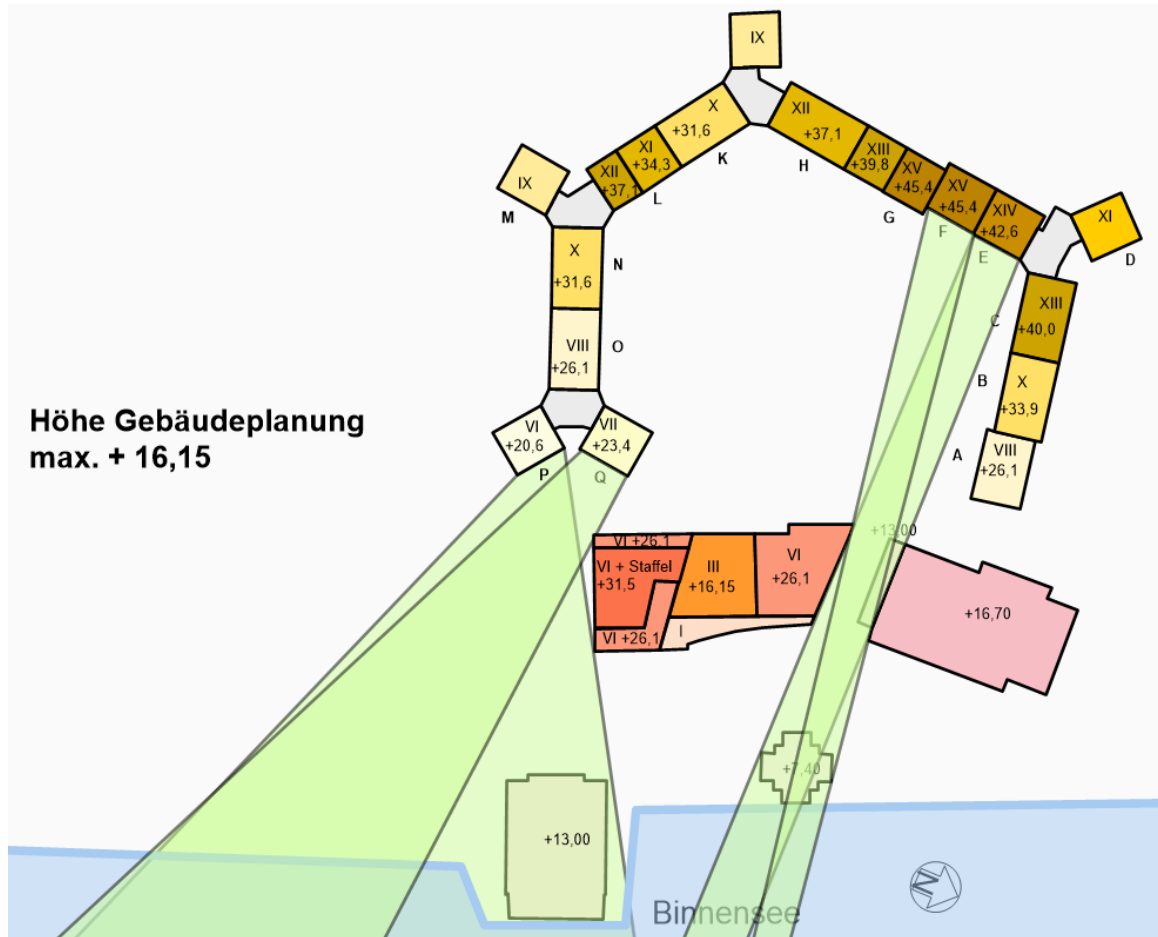 IX
X
+31,6
K
XII
+37,1
H
XI
+34,3
L
XIII
+39,8
XII
+37,1
XV
+45,4
G
XV
+45,4
F
XIV
+42,6
E
IX
M
XI
D
X
+31,6
N
XIII
+40,0
C
VIII
+26,1
O
X
+33,9
B
Höhe Gebäudeplanung
max. + 16,15
VI
+20,6
P
VII
+23,4
Q
VIII
+26,1
A
+13,00
VI +26,1
VI + Staffel
+31,5
III
+16,15
VI
+26,1
VI +26,1
I
+16,70
+7,40
+13,00
N
Binnensee